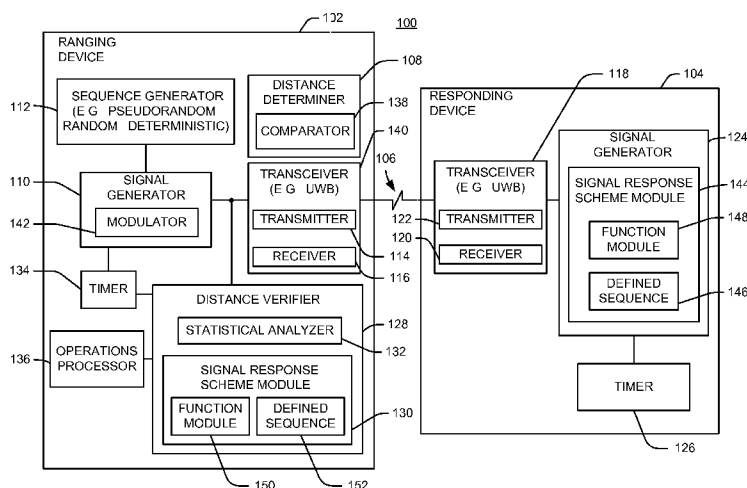 102
100
RANGING
DEVICE
108
118
104
112
SEQUENCE GENERATOR
(E G PSEUDORANDOM
RANDOM DETERMINISTIC)
DISTANCE
DETERMINER
138
COMPARATOR
140
RESPONDING
DEVICE
SIGNAL
GENERATOR
124
110
SIGNAL
GENERATOR
MODULATOR
142
TRANSCEIVER
(E G UWB)
TRANSMITTER
114
RECEIVER
116
106
TRANSCEIVER
(E G UWB)
122
TRANSMITTER
120
RECEIVER
SIGNAL RESPONSE
SCHEME MODULE
144
FUNCTION
MODULE
148
DEFINED
SEQUENCE
146
134
TIMER
DISTANCE VERIFIER
128
STATISTICAL ANALYZER
132
136
OPERATIONS
PROCESSOR
SIGNAL RESPONSE
SCHEME MODULE
130
FUNCTION
MODULE
DEFINED
SEQUENCE
150
152
TIMER
126